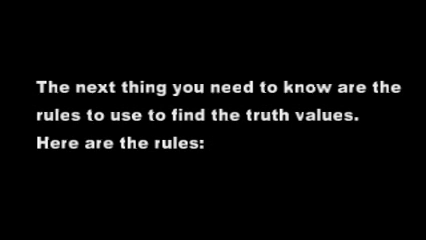 The next thing you need to know are the
rules to use to find the truth values.
Here are the rules: